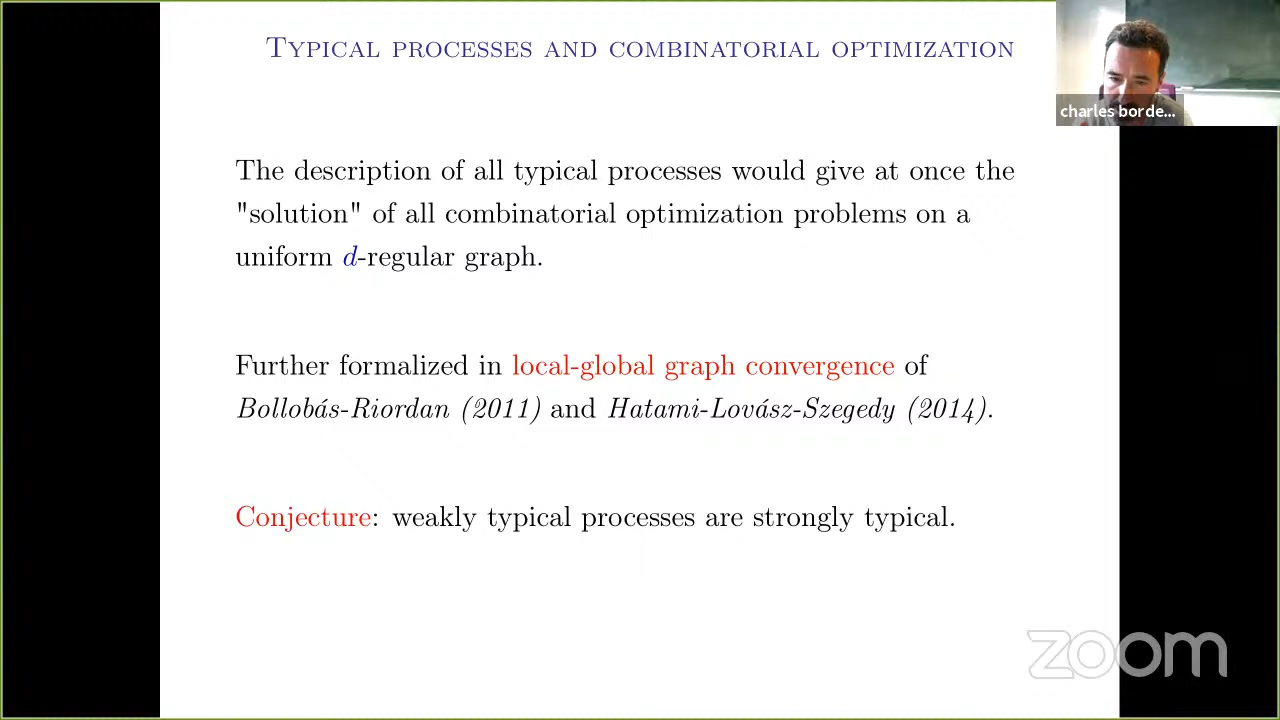 Typical processes and combinatorial optimization
charles borde...
The description of all typical processes would give at once the
"solution" of all combinatorial optimization problems on a
uniform d-regular graph.
Further formalized in local-global graph convergence of
Bollobás-Riordan (2011) and Hatami-Lovász-Szegedy (2014).
Conjecture: weakly typical processes are strongly typical.
zoom